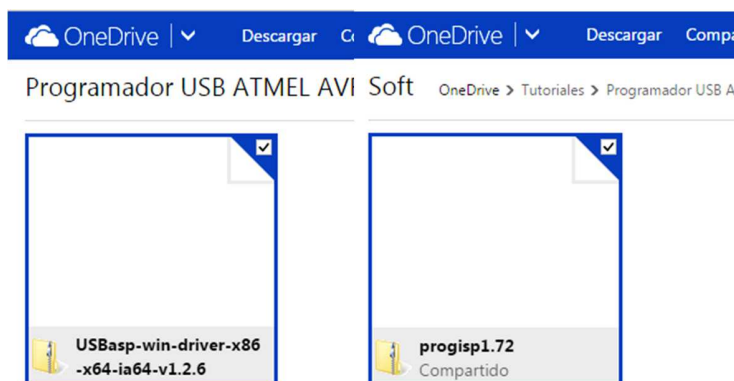 OneDrive Descargar
Programador USB ATMEL
USBasp-win-driver-x86
-x64-ia64-v1.2.6
OneDrive Descargar
Soft OneDrive > Tutoriales > Programador USB
progisp1.72
Compartido